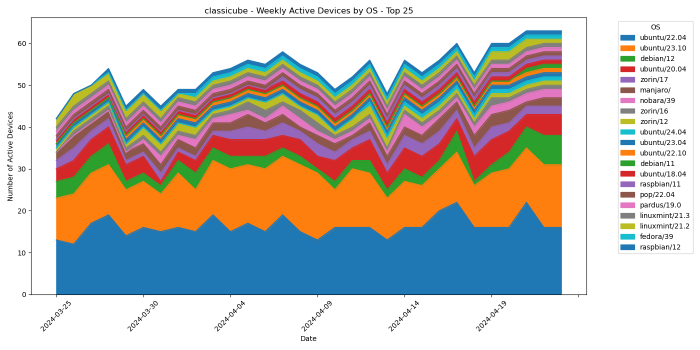 classicube - Weekly Active Devices by OS - Top 25
Number of Active Devices
60
50
40
30
20
10
0
2024-03-25
2024-03-30
2024-04-04
2024-04-09
2024-04-14
2024-04-19
Date
OS
ubuntu/22.04
ubuntu/23.10
debian/12
ubuntu/20.04
zorin/17
manjaro/
nobara/39
zorin/16
zorin/12
ubuntu/24.04
ubuntu/23.04
ubuntu/22.10
debian/11
ubuntu/18.04
raspbian/11
pop/22.04
pardus/19.0
linuxmint/21.3
linuxmint/21.2
fedora/39
raspbian/12